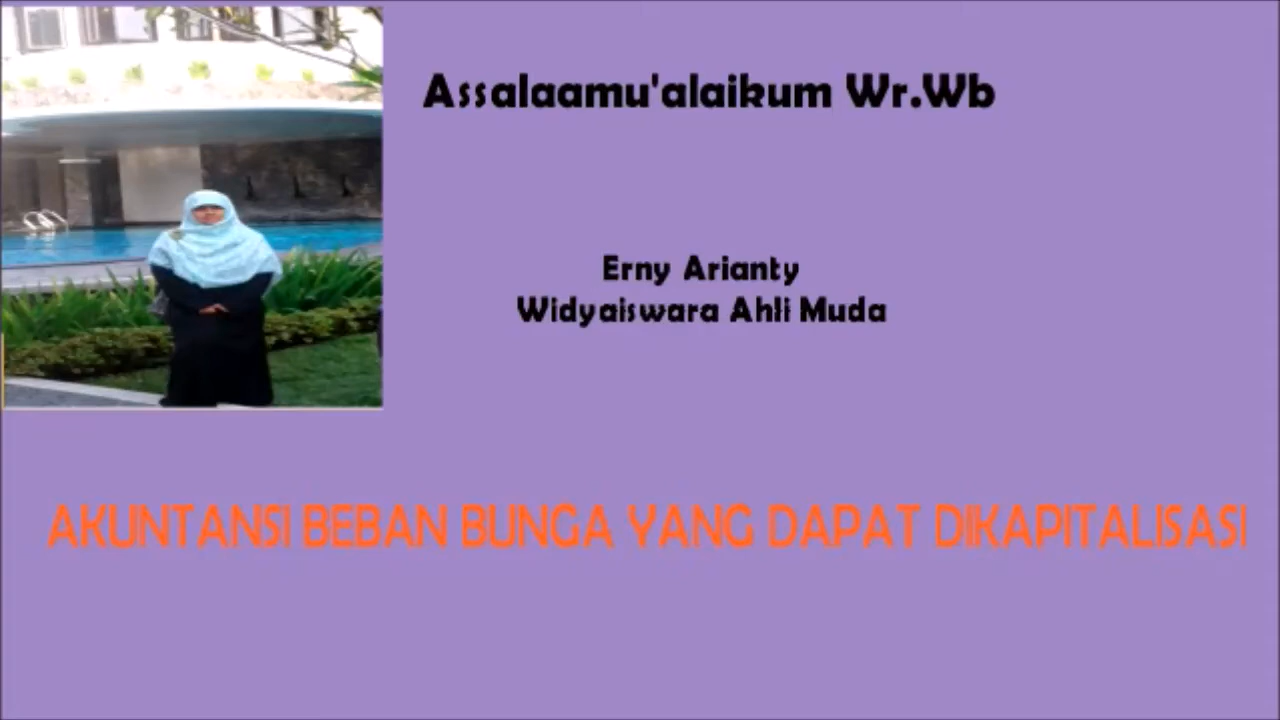 Assalaamu'alaikum Wr.Wb
Erny Arianty
Widyaiswara Ahli Muda
AKUNTANSI BEBAN BUNGA YANG DAPAT DIKAPITALISASI